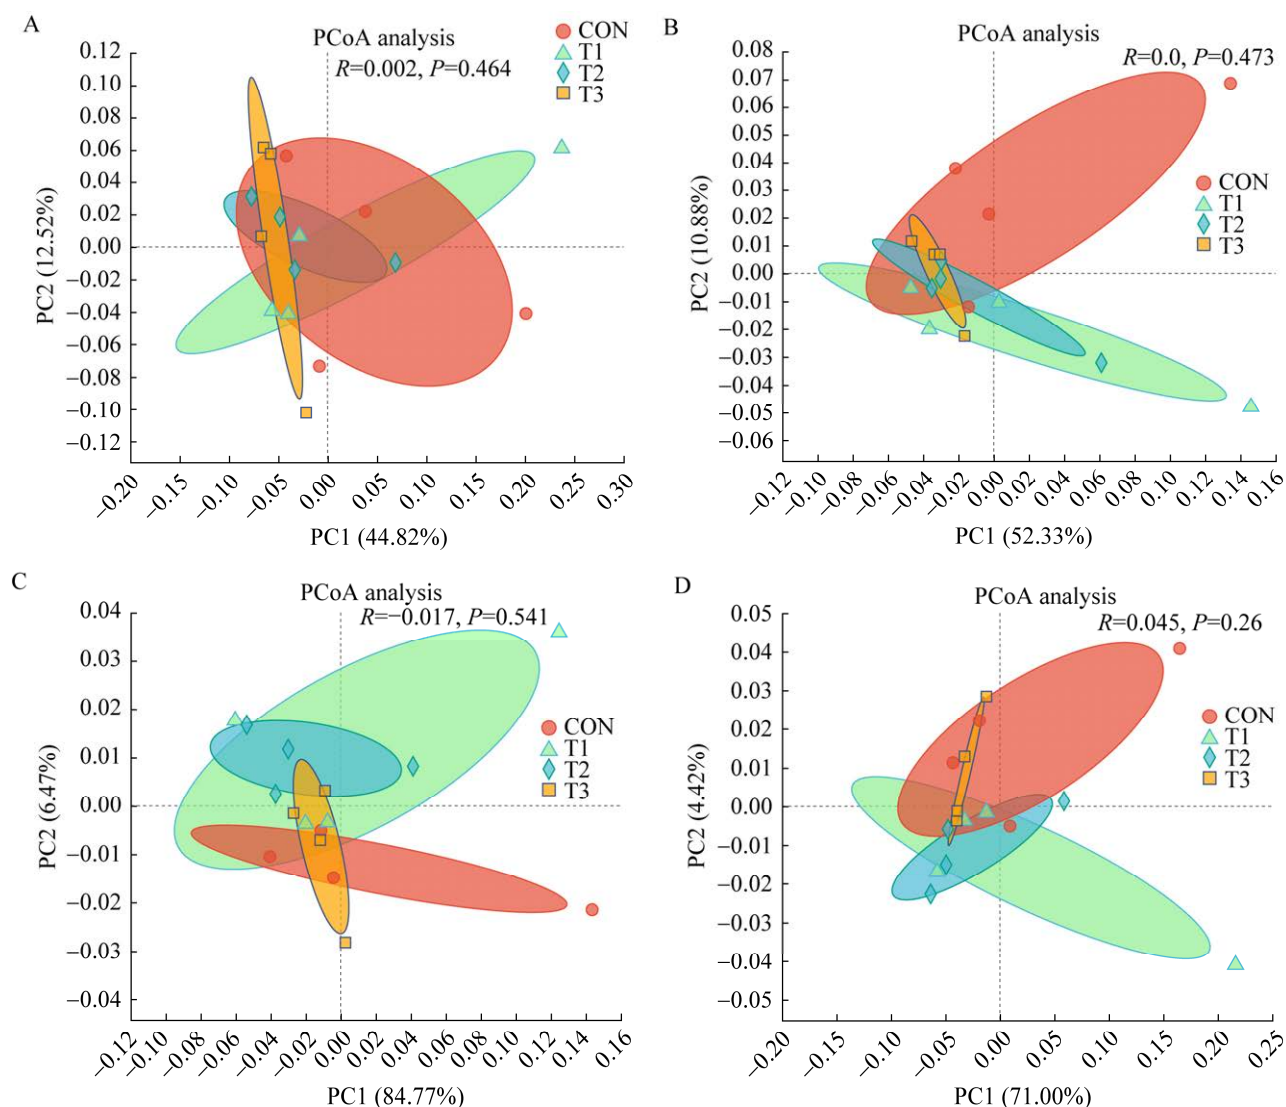 A
PCoA analysis
R=0.002, P=0.464
CON
T1
T2
T3
0.12
0.10
0.08
0.06
0.04
0.02
0.00
−0.02
−0.04
−0.06
−0.08
−0.10
−0.12
PC2 (12.52%)
−0.20
−0.15
−0.10
−0.05
0.00
0.05
0.10
0.15
0.20
0.25
0.30
PC1 (44.82%)
B
PCoA analysis
R=0.0, P=0.473
CON
T1
T2
T3
0.08
0.07
0.06
0.05
0.04
0.03
0.02
0.01
0.00
−0.01
−0.02
−0.03
−0.04
−0.05
−0.06
PC2 (10.88%)
−0.12
−0.10
−0.08
−0.06
−0.04
−0.02
0.00
0.02
0.04
0.06
0.08
0.10
0.12
0.14
0.16
PC1 (52.33%)
C
PCoA analysis
R=−0.017, P=0.541
CON
T1
T2
T3
0.04
0.03
0.02
0.01
0.00
−0.01
−0.02
−0.03
−0.04
PC2 (6.47%)
−0.12
−0.10
−0.08
−0.06
−0.04
−0.02
0.00
0.02
0.04
0.06
0.08
0.10
0.12
0.14
0.16
PC1 (84.77%)
D
PCoA analysis
R=0.045, P=0.26
CON
T1
T2
T3
0.05
0.04
0.03
0.02
0.01
0.00
−0.01
−0.02
−0.03
−0.04
−0.05
PC2 (4.42%)
−0.20
−0.15
−0.10
−0.05
0.00
0.05
0.10
0.15
0.20
0.25
PC1 (71.00%)